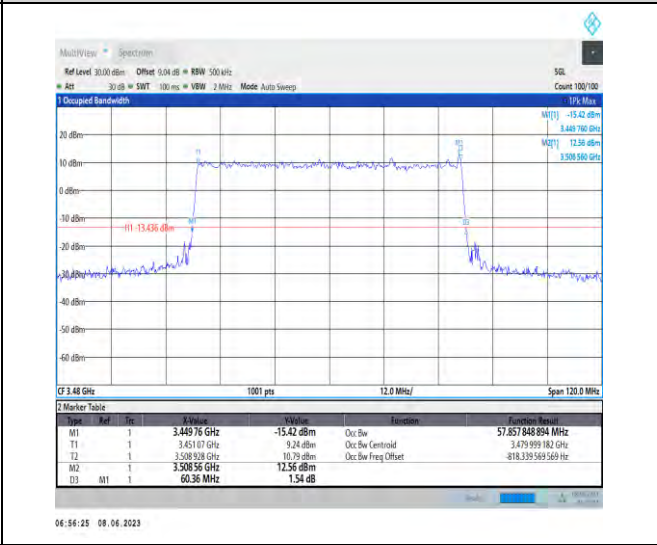 MultiView Spectrum
Ref Level 30.00 dBm Offset 9.04 dB RBW 500 kHz SGL
Att 30 dB SWT 100 ms VBW 2 MHz Mode Auto Sweep Count 100/100
1 Occupied Bandwidth 1Pk Max
M1[1] -15.42 dBm
3.449 760 GHz
20 dBm
M2[1] 12.56 dBm
3.508 560 GHz
T1
10 dBm
0 dBm
-10 dBm
M1
D3
H1 -13.436 dBm
-20 dBm
-30 dBm
-40 dBm
-50 dBm
-60 dBm
CF 3.48 GHz 1001 pts 12.0 MHz/ Span 120.0 MHz
2 Marker Table
Type Ref Trc X-Value Y-Value Function Function Result
M1 1 3.449 76 GHz -15.42 dBm Occ Bw 57.857 848 894 MHz
T1 1 3.451 07 GHz 9.24 dBm Occ Bw Centroid 3.479 999 182 GHz
T2 1 3.508 928 GHz 10.79 dBm Occ Bw Freq Offset -818.339 569 569 Hz
M2 1 3.508 56 GHz 12.56 dBm
D3 M1 1 60.36 MHz 1.54 dB
06:56:25 08.06.2023